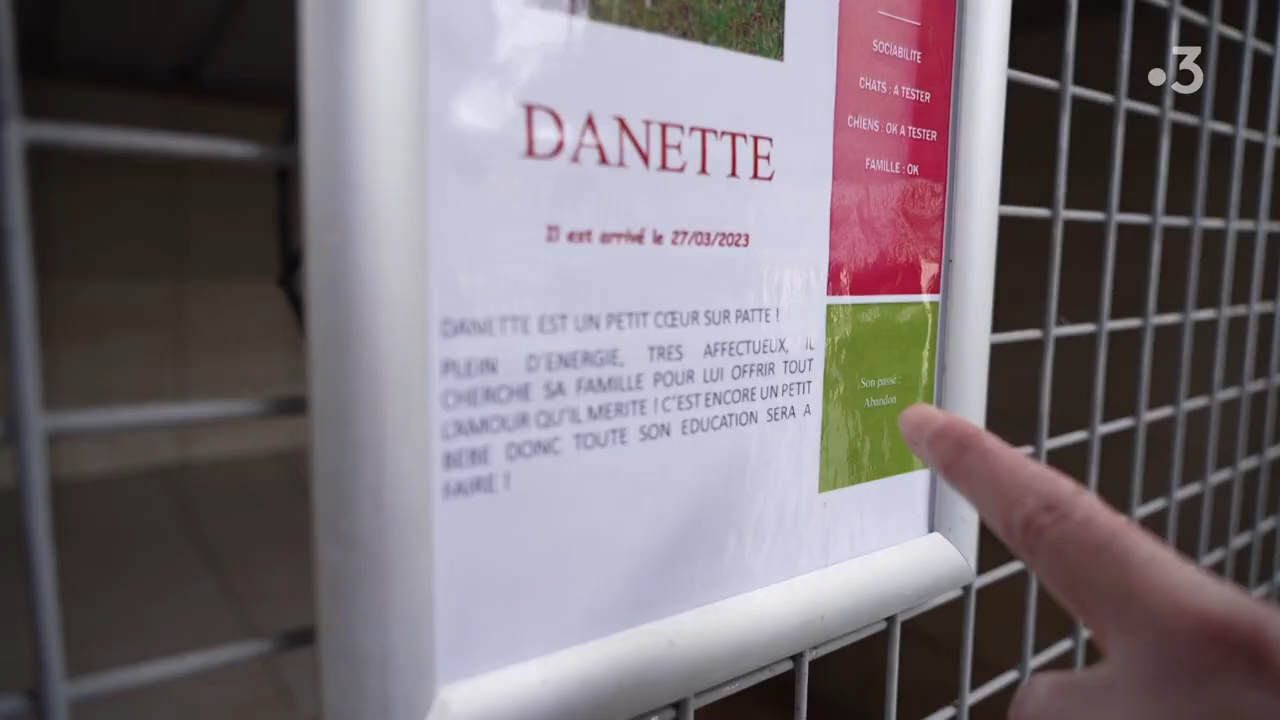 3
DANETTE
Il est arrivé le 27/03/2023
DANETTE EST UN PETIT CŒUR SUR PATTE !
PLEIN D'ENERGIE, TRES AFFECTUEUX, IL
CHERCHE SA FAMILLE POUR LUI OFFRIR TOUT
L'AMOUR QU'IL MERITE ! C'EST ENCORE UN PETIT
BEBE DONC TOUTE SON EDUCATION SERA A
FAIRE !
SOCIABILITE
CHATS : A TESTER
CHIENS : OK A TESTER
FAMILLE : OK
Son passé :
Abandon